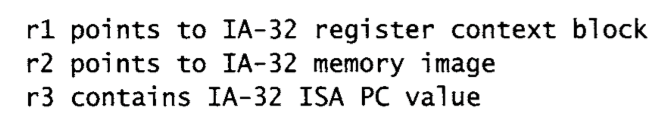 r1 points to IA-32 register context block
r2 points to IA-32 memory image
r3 contains IA-32 ISA PC value